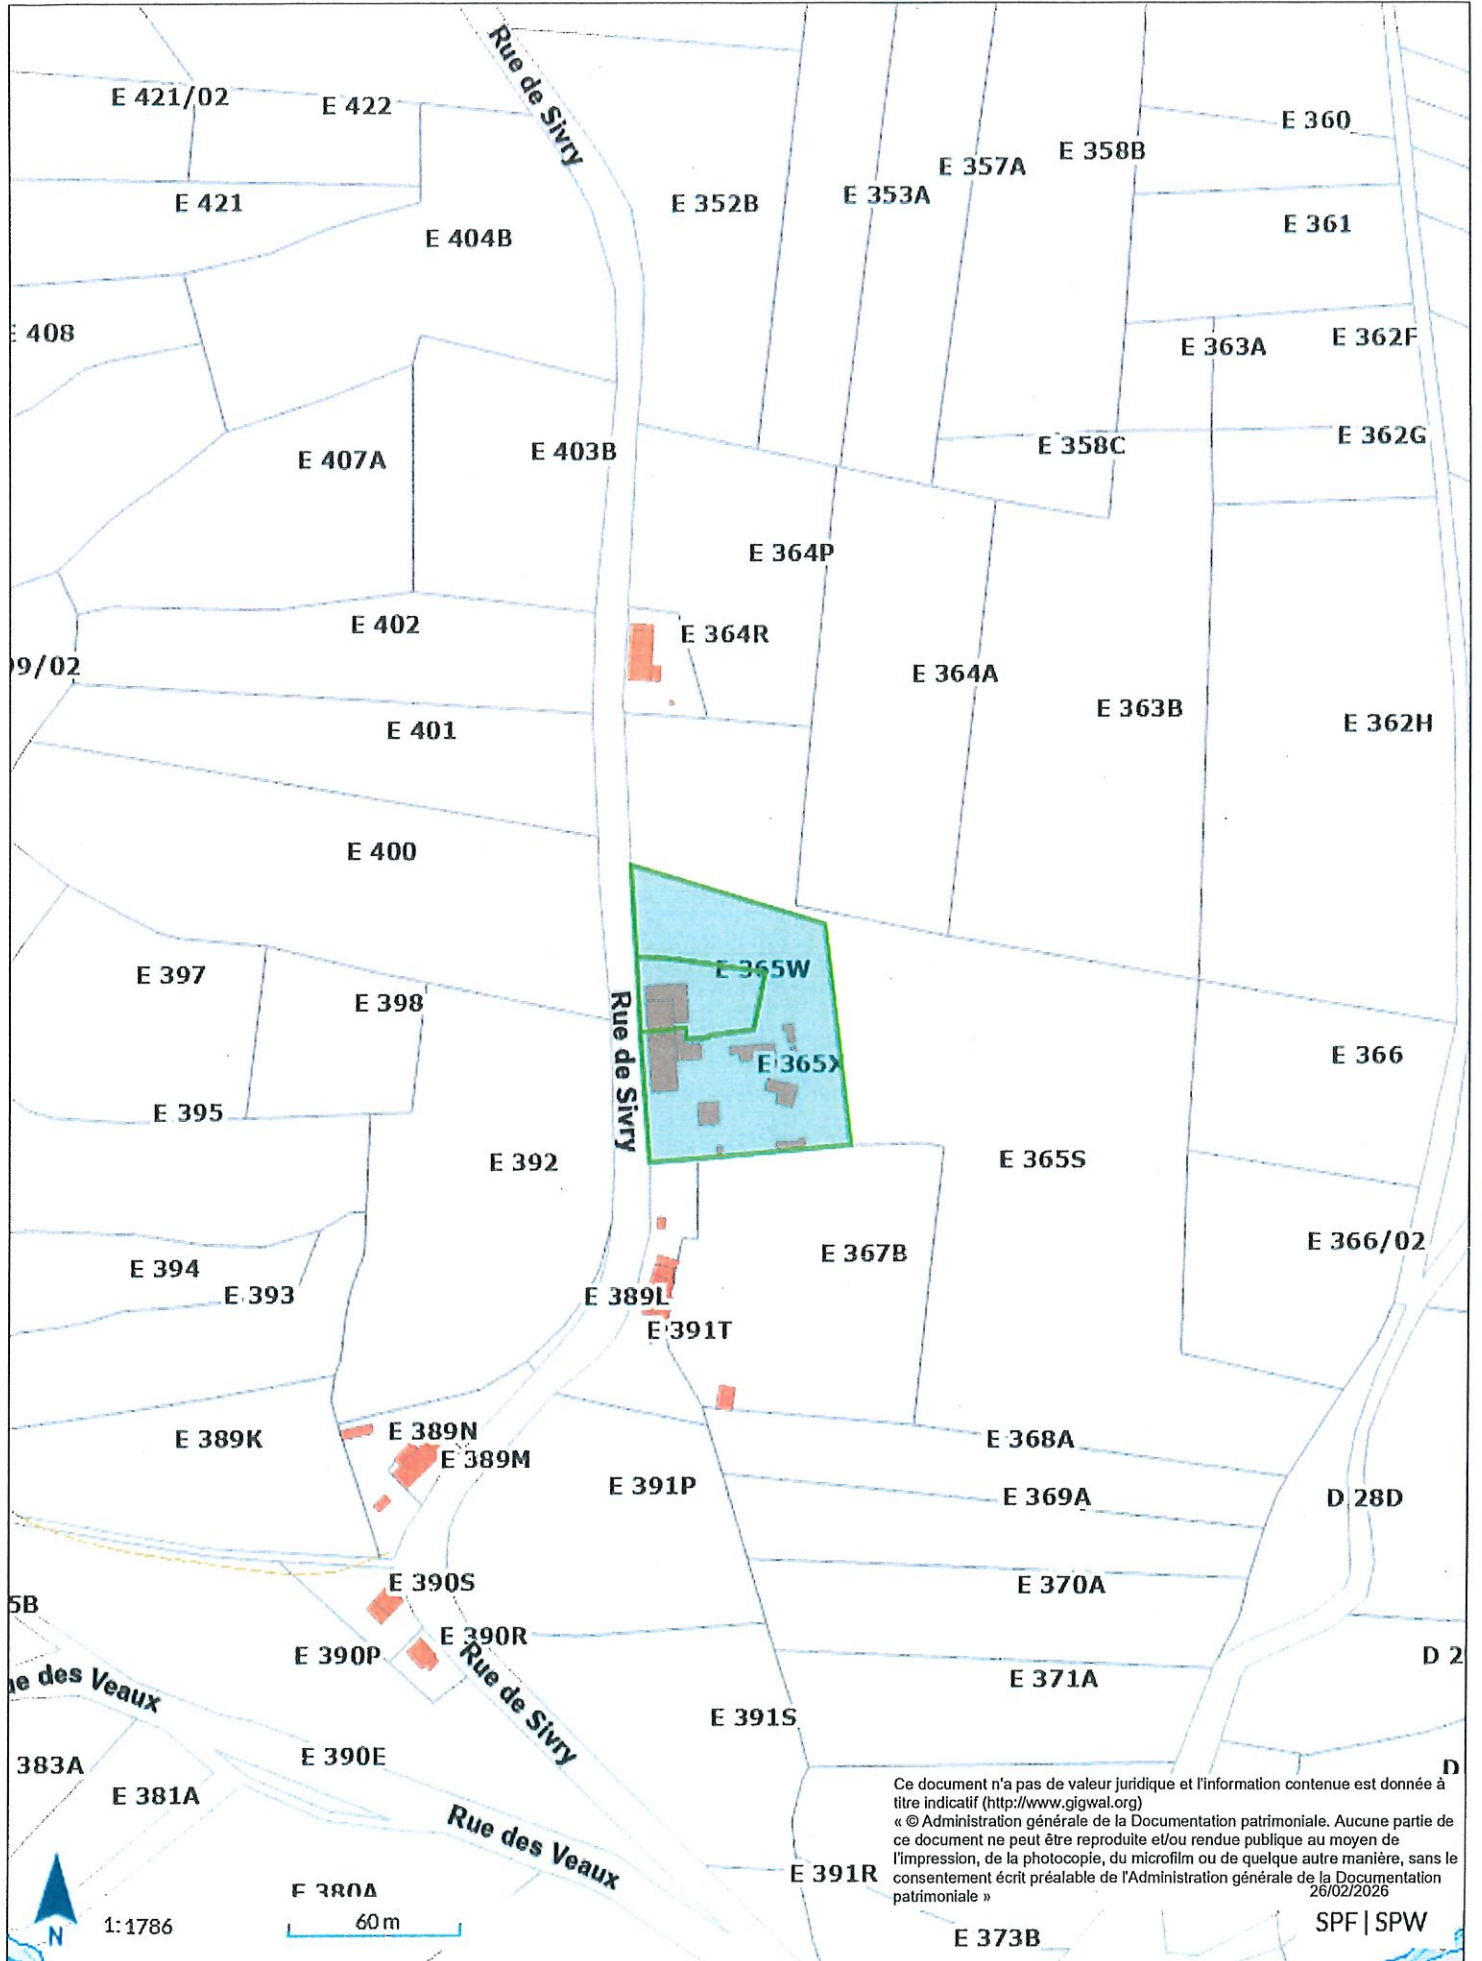 Rue de Sivry
E 421/02
E 422
E 360
E 358B
E 357A
E 353A
E 352B
E 421
E 361
E 404B
E 408
E 362F
E 363A
E 362G
E 358C
E 403B
E 407A
E 364P
E 402
E 364R
09/02
E 364A
E 363B
E 362H
E 401
E 400
E 365W
E 397
E 398
Rue de Sivry
E 366
E 365X
E 395
E 392
E 365S
E 366/02
E 367B
E 394
E 393
E 389L
E 391T
E 389N
E 389K
E 389M
E 368A
E 391P
E 369A
D 28D
E 390S
E 370A
5B
E 390R
E 390P
D 2
ue des Veaux
Rue de Sivry
E 371A
E 391S
E 390E
383A
D
E 381A
Rue des Veaux
E 391R
E 380A
E 373B
N
1:1786
60 m
Ce document n'a pas de valeur juridique et l'information contenue est donnée à
titre indicatif (http://www.gigwal.org)
« © Administration générale de la Documentation patrimoniale. Aucune partie de
ce document ne peut être reproduite et/ou rendue publique au moyen de
l'impression, de la photocopie, du microfilm ou de quelque autre manière, sans le
consentement écrit préalable de l'Administration générale de la Documentation
patrimoniale »
26/02/2026
SPF | SPW